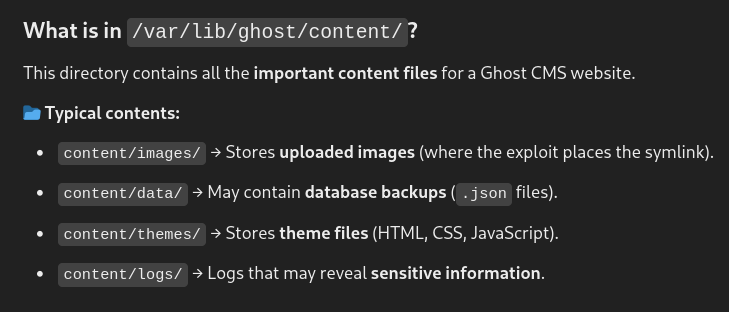 What is in /var/lib/ghost/content/?
This directory contains all the important content files for a Ghost CMS website.
Typical contents:
• content/images/ → Stores uploaded images (where the exploit places the symlink).
• content/data/ → May contain database backups (.json files).
• content/themes/ → Stores theme files (HTML, CSS, JavaScript).
• content/logs/ → Logs that may reveal sensitive information.